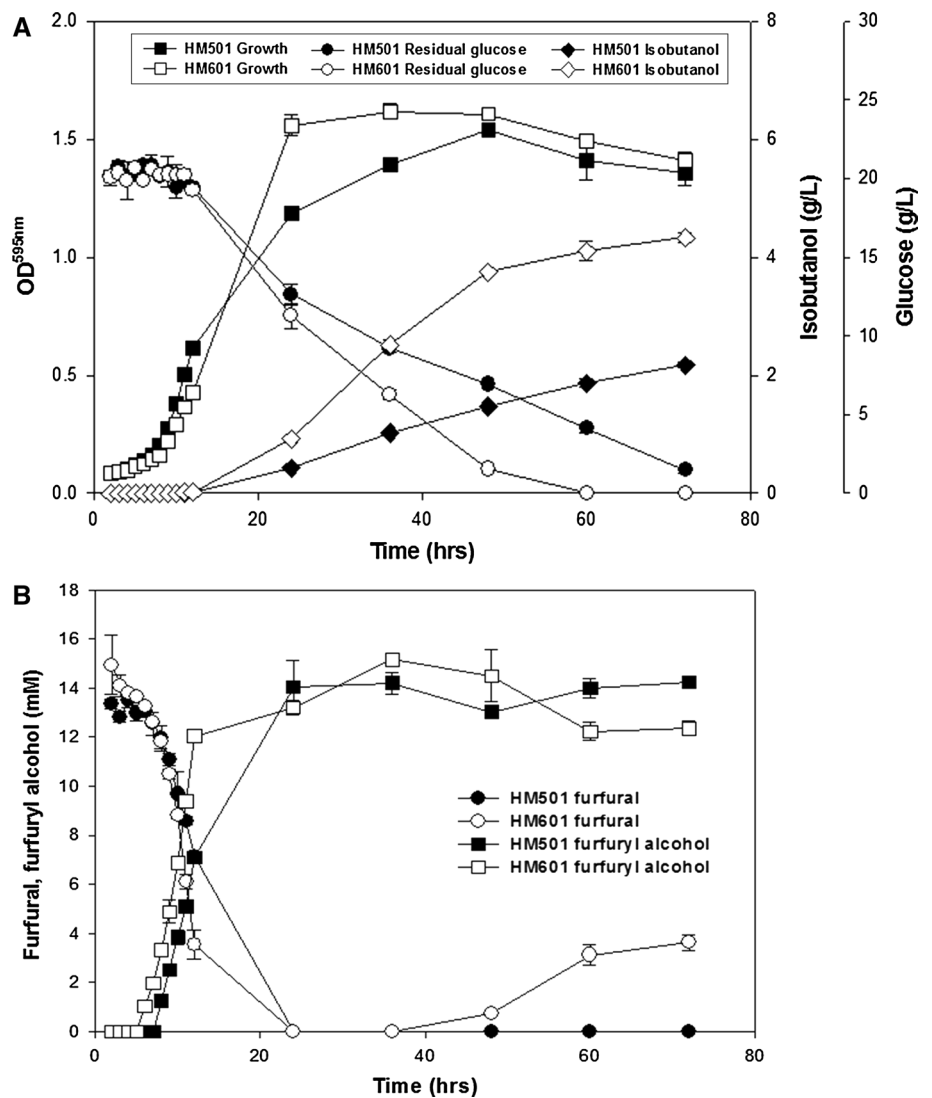 A
HM501 Growth
HM501 Residual glucose
HM501 Isobutanol
HM601 Growth
HM601 Residual glucose
HM601 Isobutanol
OD595nm
2.0
1.5
1.0
0.5
0.0
Isobutanol (g/L)
8
6
4
2
0
Glucose (g/L)
30
25
20
15
10
5
0
0 20 40 60 80
Time (hrs)
B
Furfural, furfuryl alcohol (mM)
18
16
14
12
10
8
6
4
2
0
HM501 furfural
HM601 furfural
HM501 furfuryl alcohol
HM601 furfuryl alcohol
0 20 40 60 80
Time (hrs)